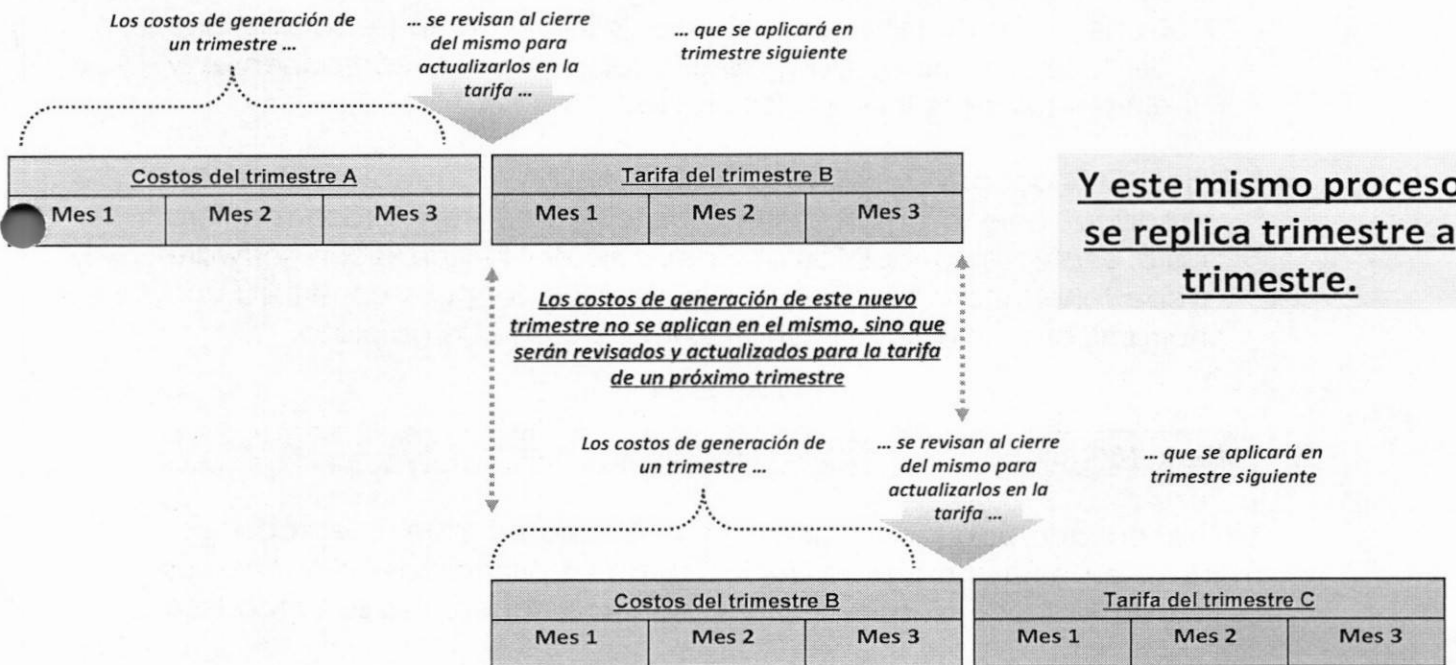 Los costos de generación de
un trimestre ...
... se revisan al cierre
del mismo para
actualizarlos en la
tarifa ...
... que se aplicará en
trimestre siguiente
Costos del trimestre A
Mes 1 Mes 2 Mes 3
Tarifa del trimestre B
Mes 1 Mes 2 Mes 3
Y este mismo proceso
se replica trimestre a
trimestre.
Los costos de generación de este nuevo
trimestre no se aplican en el mismo, sino que
serán revisados y actualizados para la tarifa
de un próximo trimestre
Los costos de generación de
un trimestre ...
... se revisan al cierre
del mismo para
actualizarlos en la
tarifa ...
... que se aplicará en
trimestre siguiente
Costos del trimestre B
Mes 1 Mes 2 Mes 3
Tarifa del trimestre C
Mes 1 Mes 2 Mes 3